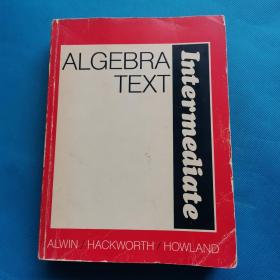 ALGEBRA
TEXT
Intermediate
ALWIN / HACKWORTH / HOWLAND